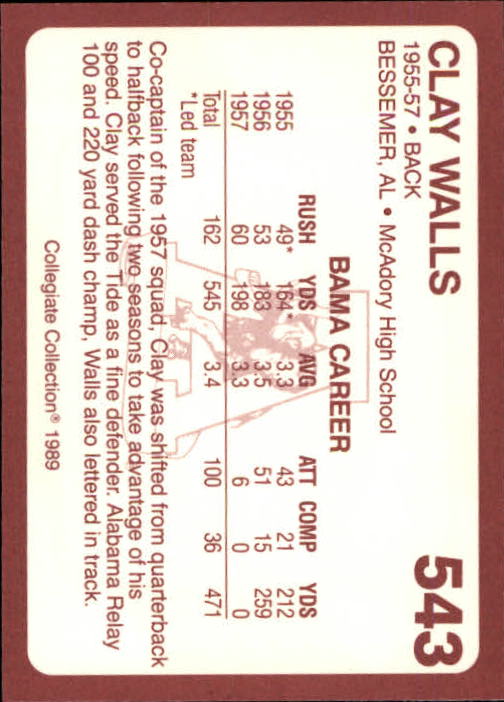 CLAY WALLS 543
1955-57 • BACK
BESSEMER, AL • McAdory High School
BAMA CAREER
RUSH YDS AVG ATT COMP YDS
1955 49* 164* 3.3 43 21 212
1956 53 183 3.5 51 15 259
1957 60 198 3.3 6 0 0
Total 162 545 3.4 100 36 471
*Led team
Co-captain of the 1957 squad, Clay was shifted from quarterback
to halfback following two seasons to take advantage of his
speed. Clay served the Tide as a fine defender. Alabama Relay
100 and 220 yard dash champ, Walls also lettered in track.
Collegiate Collection® 1989